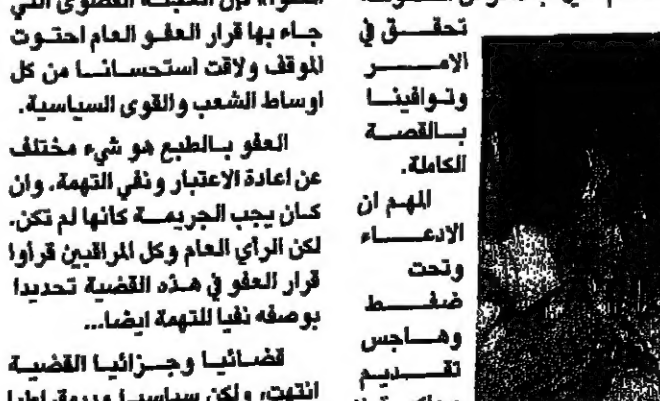 جاء بها قرار العفو العام احتوت
الموقف ولاقت استحسانا من كل
اوساط الشعب والقوى السياسية.
العفو بالطبع هو شيء مختلف
عن اعادة الاعتبار ونفي التهمة. وان
كان يجب الجريمة كأنها لم تكن.
لكن الرأي العام وكل المراقبين قرأوا
قرار العفو في هذه القضية تحديدا
بوصفه نفيا للتهمة ايضا...
قضائيا وجزائيا القضية
انتهت، ولكن سياسيا
تحقق في
الامر
وتوافينا
بالقصة
الكاملة.
المهم ان
الادعاء
وتحت
ضغط
وهاجس
تقديم